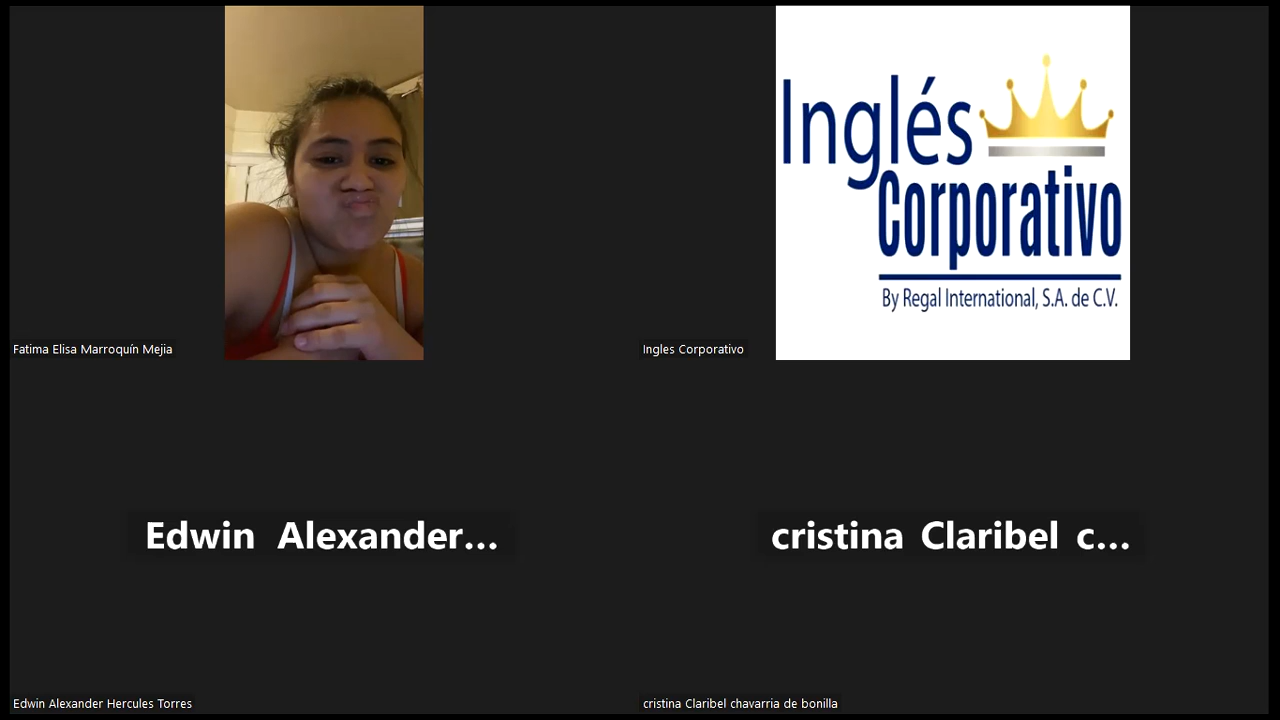 Inglés
Corporativo
By Regal International, S.A. de C.V.
Fatima Elisa Marroquín Mejia
Ingles Corporativo
Edwin Alexander...
cristina Claribel c...
Edwin Alexander Hercules Torres
cristina Claribel chavarria de bonilla